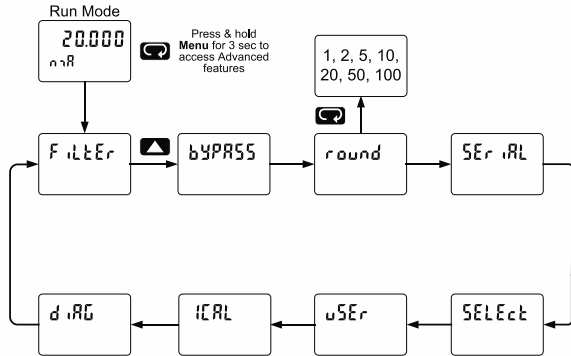 Run Mode
20.000
mA
Press & hold
Menu for 3 sec to
access Advanced
features
1, 2, 5, 10,
20, 50, 100
FiLtEr
bYPASS
round
SEriAL
diAG
ICAL
uSEr
SELEct